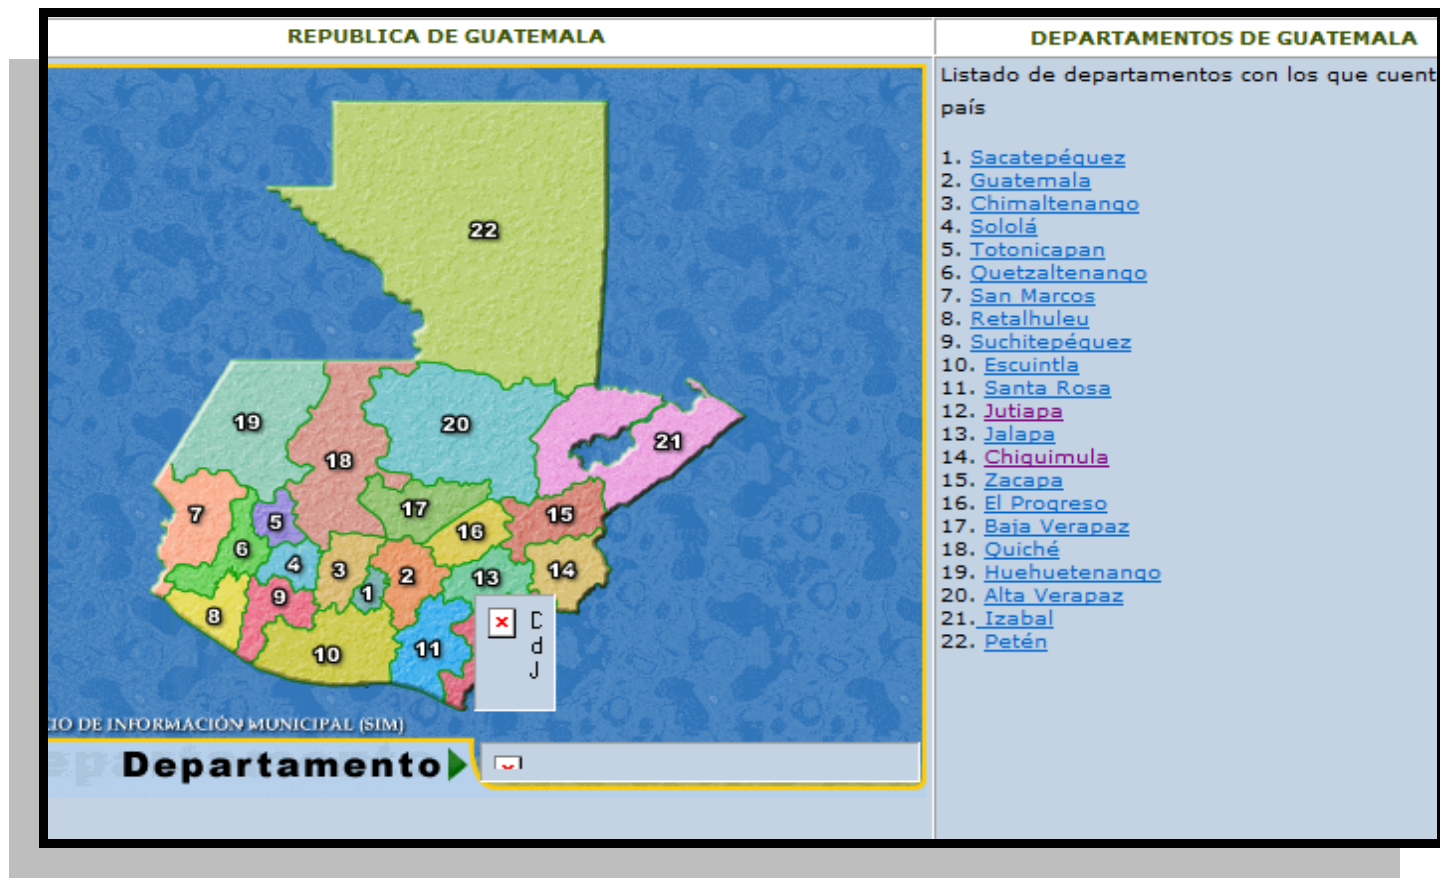 REPUBLICA DE GUATEMALA
DEPARTAMENTOS DE GUATEMALA
Listado de departamentos con los que cuent
país
1. Sacatepéquez
2. Guatemala
3. Chimaltenango
4. Sololá
5. Totonicapan
6. Quetzaltenango
7. San Marcos
8. Retalhuleu
9. Suchitepéquez
10. Escuintla
11. Santa Rosa
12. Jutiapa
13. Jalapa
14. Chiquimula
15. Zacapa
16. El Progreso
17. Baja Verapaz
18. Quiché
19. Huehuetenango
20. Alta Verapaz
21. Izabal
22. Petén
22
19
20
21
18
7
5
17
15
16
6
4
3
2
13
14
1
9
8
10
11
D
d
J
IO DE INFORMACIÓN MUNICIPAL (SIM)
Departamento